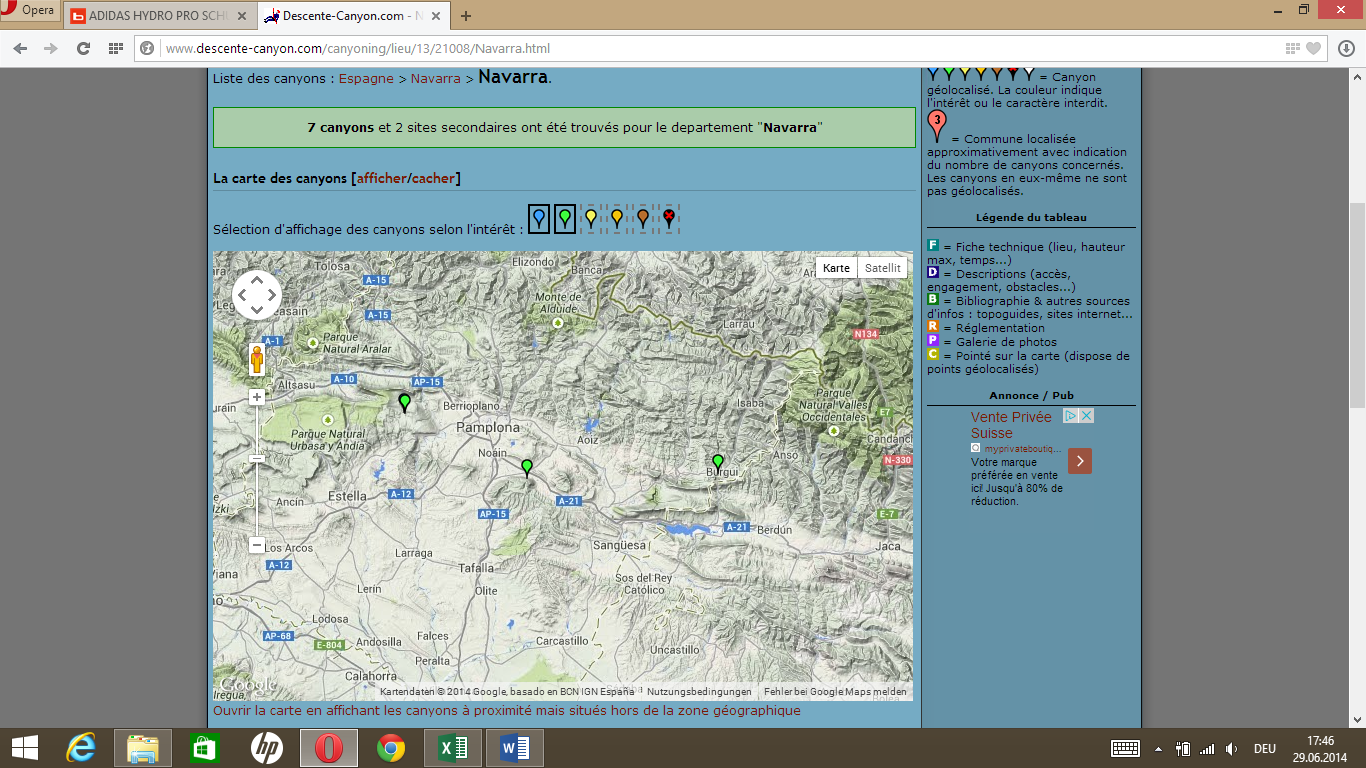 Opera
ADIDAS HYDRO PRO SCH
Descente-Canyon.com - N
www.descente-canyon.com/canyoning/lieu/13/21008/Navarra.html
Liste des canyons : Espagne > Navarra > Navarra.
7 canyons et 2 sites secondaires ont été trouvés pour le departement "Navarra"
La carte des canyons [afficher/cacher]
Sélection d'affichage des canyons selon l'intérêt :
Karte
Satellit
Tolosa
Elizondo
Banca
A-15
Monte de
Alduide
Larrau
N134
A-15
A-1
Parque
Natural Aralar
Altsasu
A-10
AP-15
Isaba
Parque
Natural Valles
Occidentales
E7
Berrioplano
Pamplona
Aoiz
Parque Natural
Urbasa y Andia
Noáin
Burgui
Ansó
N-330
Estella
A-12
Ancin
AP-15
A-21
E-7
A-21
Berdún
Los Arcos
Larraga
Sangüesa
Jaca
A-12
Tafalla
Lerín
Olite
Sos del Rey
Católico
Lodosa
AP-68
E-804
Andosilla
Falces
Carcastillo
Uncastillo
Peralta
Calahorra
Google
Kartendaten © 2014 Google, basado en BCN IGN España
Nutzungsbedingungen
Fehler bei Google Maps melden
Ouvrir la carte en affichant les canyons à proximité mais situés hors de la zone géographique
= Canyon
géolocalisé. La couleur indique
l'intérêt ou le caractère interdit.
3 = Commune localisée
approximativement avec indication
du nombre de canyons concernés.
Les canyons en eux-même ne sont
pas géolocalisés.
Légende du tableau
F = Fiche technique (lieu, hauteur
max, temps...)
D = Descriptions (accès,
engagement, obstacles...)
B = Bibliographie & autres sources
d'infos : topoguides, sites internet...
R = Réglementation
P = Galerie de photos
C = Pointé sur la carte (dispose de
points géolocalisés)
Annonce / Pub
Vente Privée
Suisse
myprivateboutiq...
Votre marque
préférée en vente
ici! Jusqu'à 80% de
réduction.
hp
DEU
17:46
29.06.2014